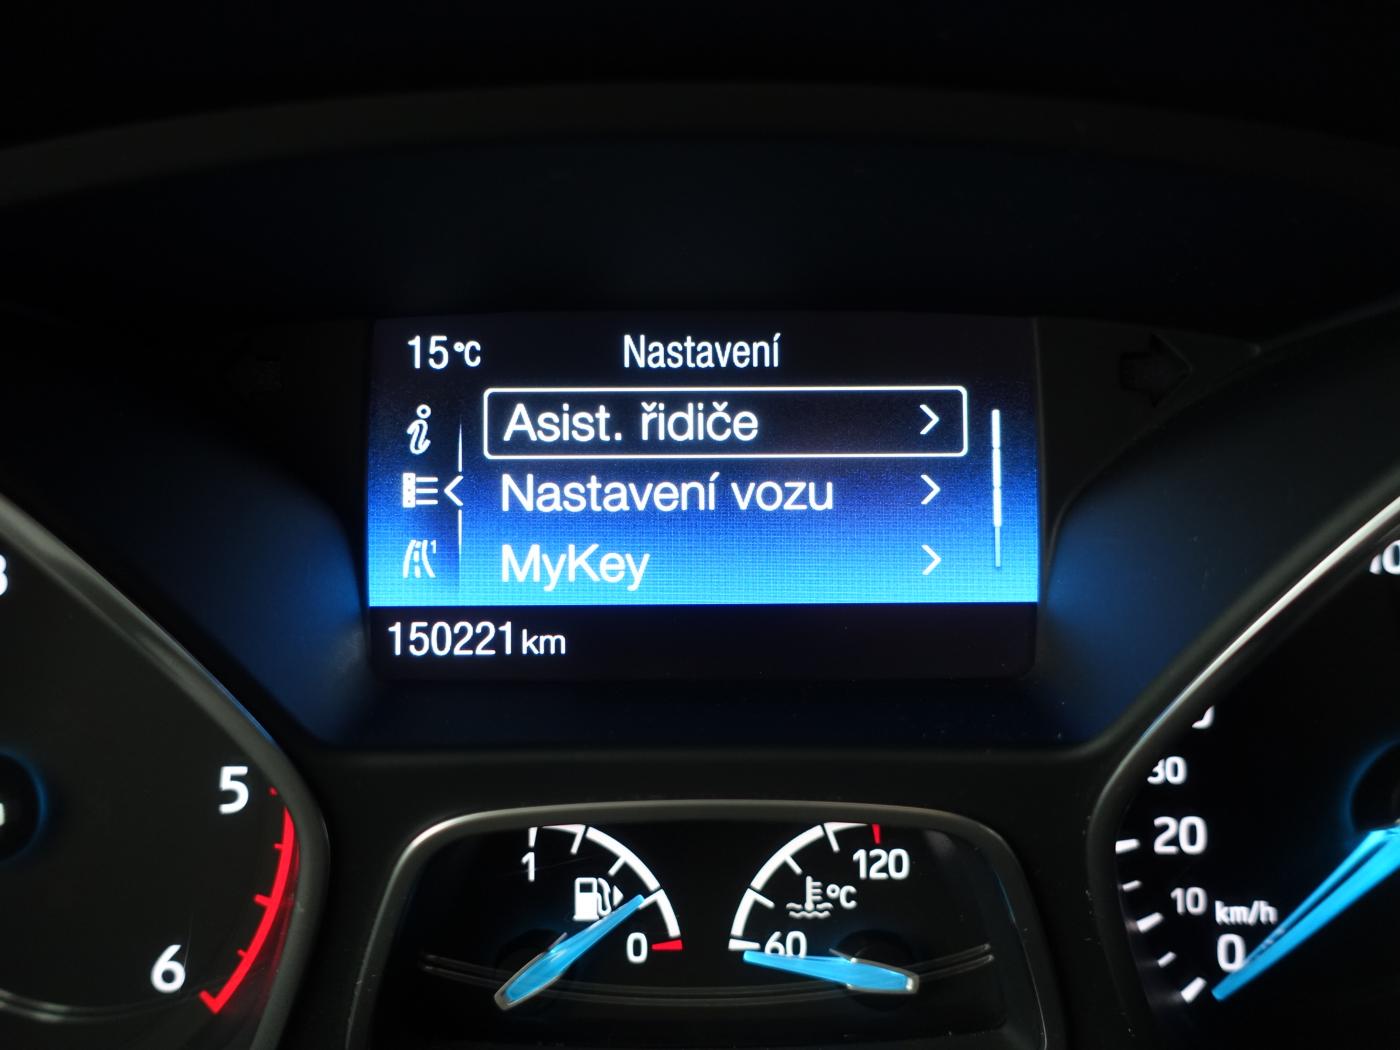 15°C Nastavení
Asist. řidiče
Nastavení vozu
MyKey
150221 km
5
6
1
0
120
°C
60
30
20
10
km/h
0